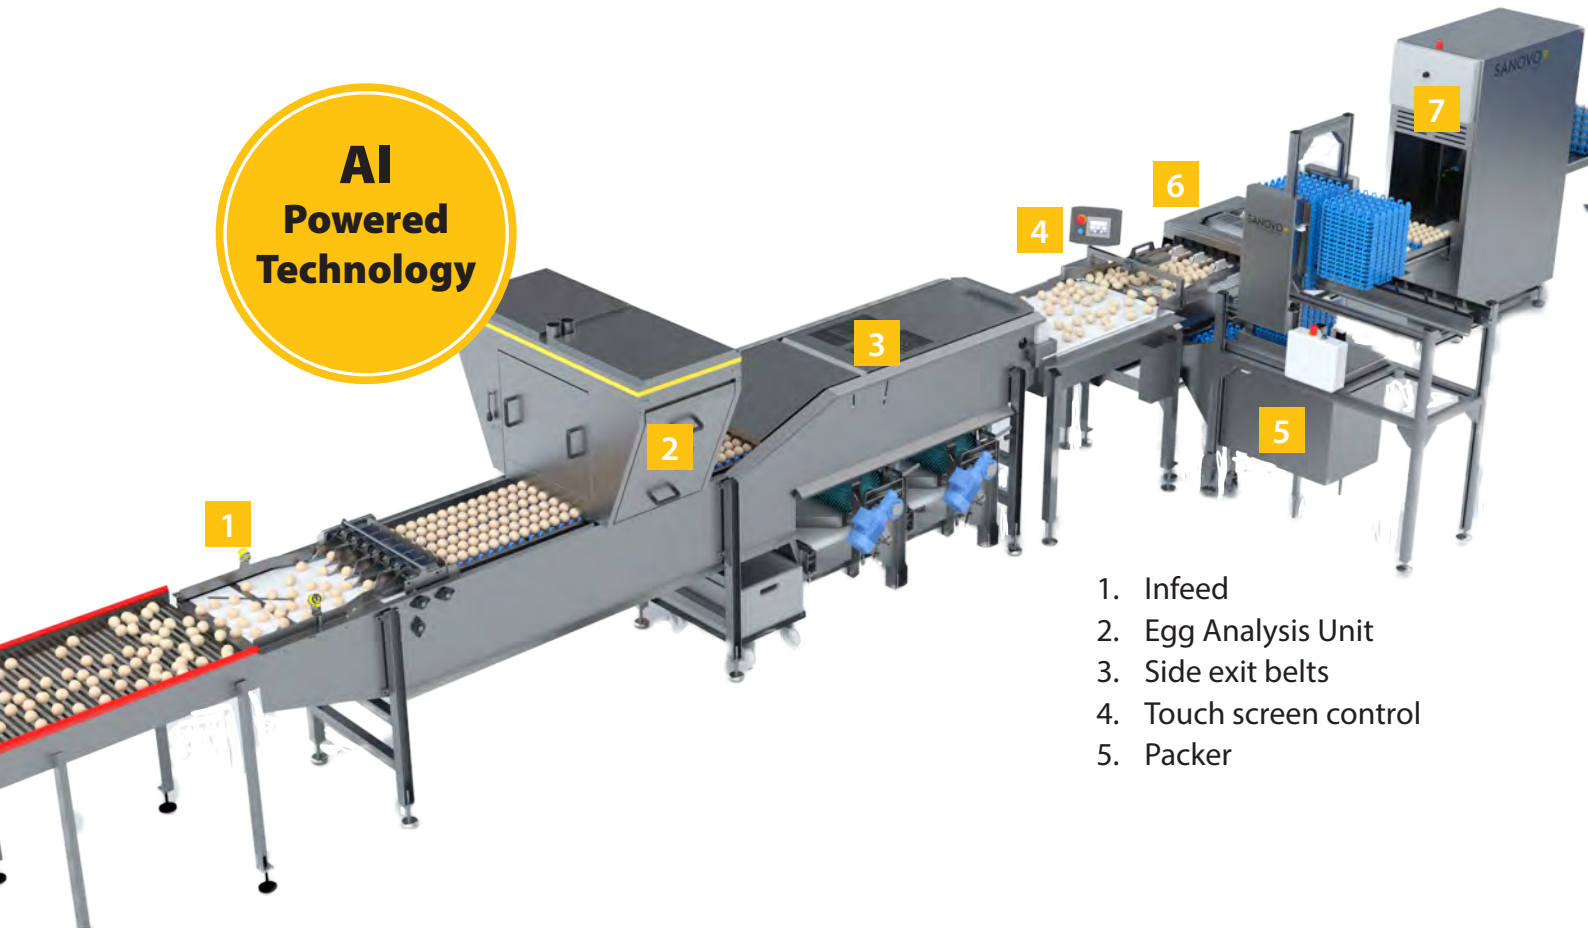 AI
Powered
Technology
SANOVO
7
6
4
SANOVO
3
5
2
1
1. Infeed
2. Egg Analysis Unit
3. Side exit belts
4. Touch screen control
5. Packer